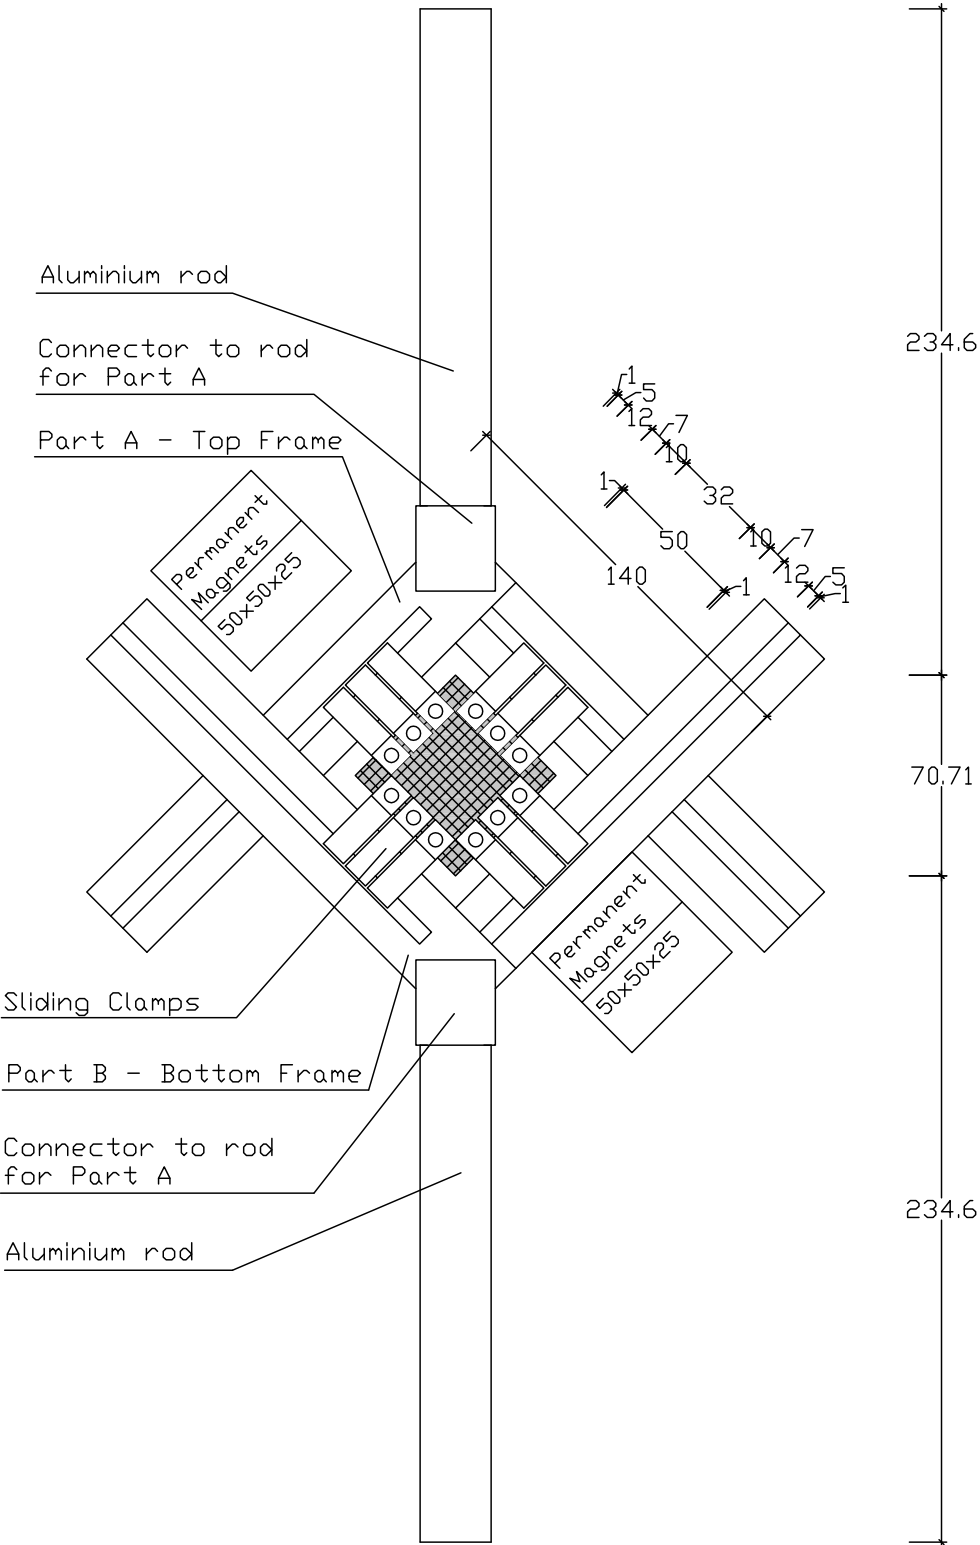 Aluminium rod
Connector to rod
for Part A
Part A - Top Frame
Permanent
Magnets
50x50x25
234.6
1
5
12
7
10
32
10
7
12
5
1
1
50
1
140
70.71
Permanent
Magnets
50x50x25
Sliding Clamps
Part B - Bottom Frame
Connector to rod
for Part A
Aluminium rod
234.6